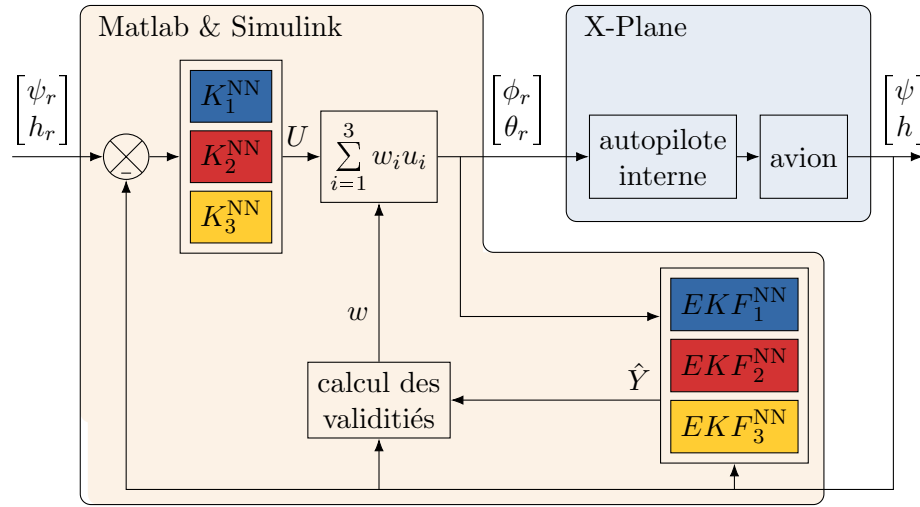 Matlab & Simulink
X-Plane
[ψ_r h_r]
K_1^NN
K_2^NN
K_3^NN
U
3
∑ w_i u_i
i=1
[ϕ_r θ_r]
autopilote
interne
avion
[ψ h]
-
w
calcul des
validitiés
Ŷ
EKF_1^NN
EKF_2^NN
EKF_3^NN